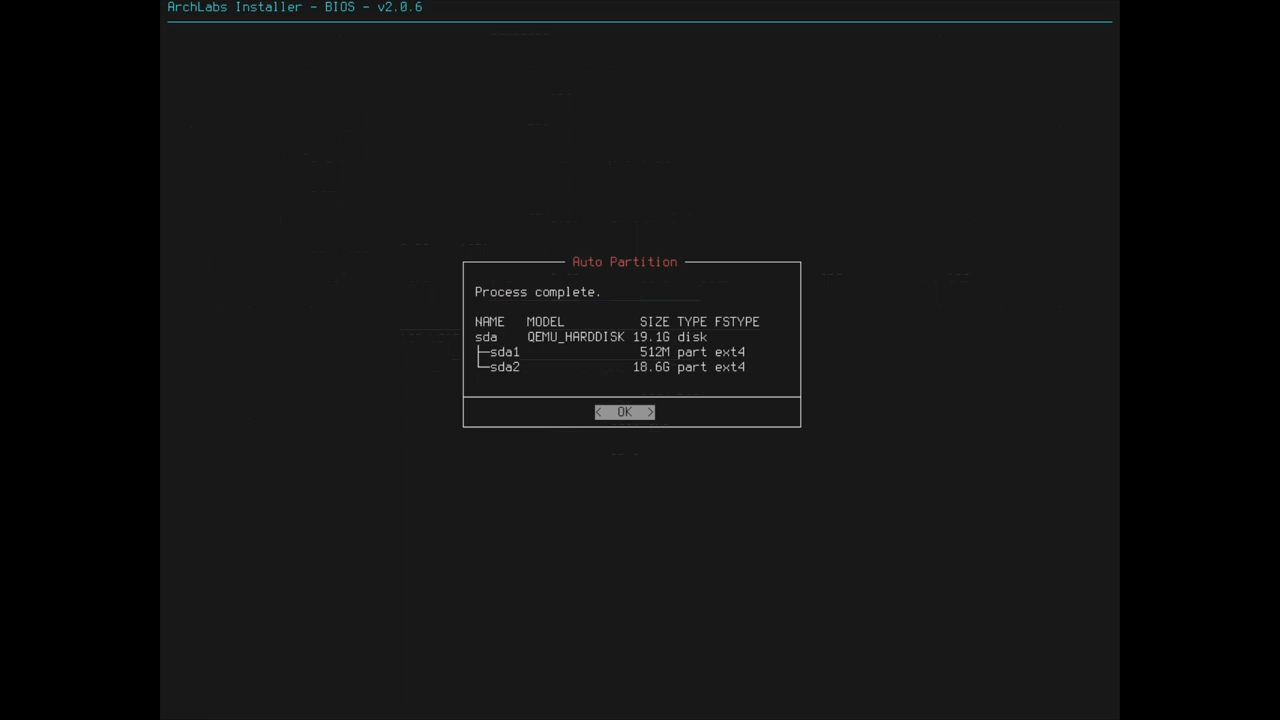 ArchLabs Installer - BIOS - v2.0.6
Auto Partition
Process complete.
NAME MODEL SIZE TYPE FSTYPE
sda QEMU_HARDDISK 19.1G disk
├─sda1 512M part ext4
└─sda2 18.6G part ext4
< OK >